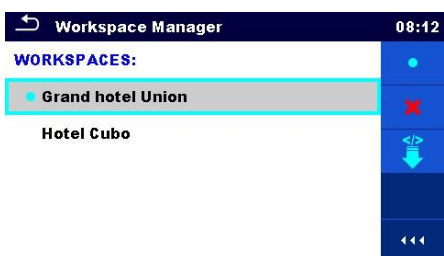 Workspace Manager 08:12
WORKSPACES:
Grand hotel Union
Hotel Cubo
</>